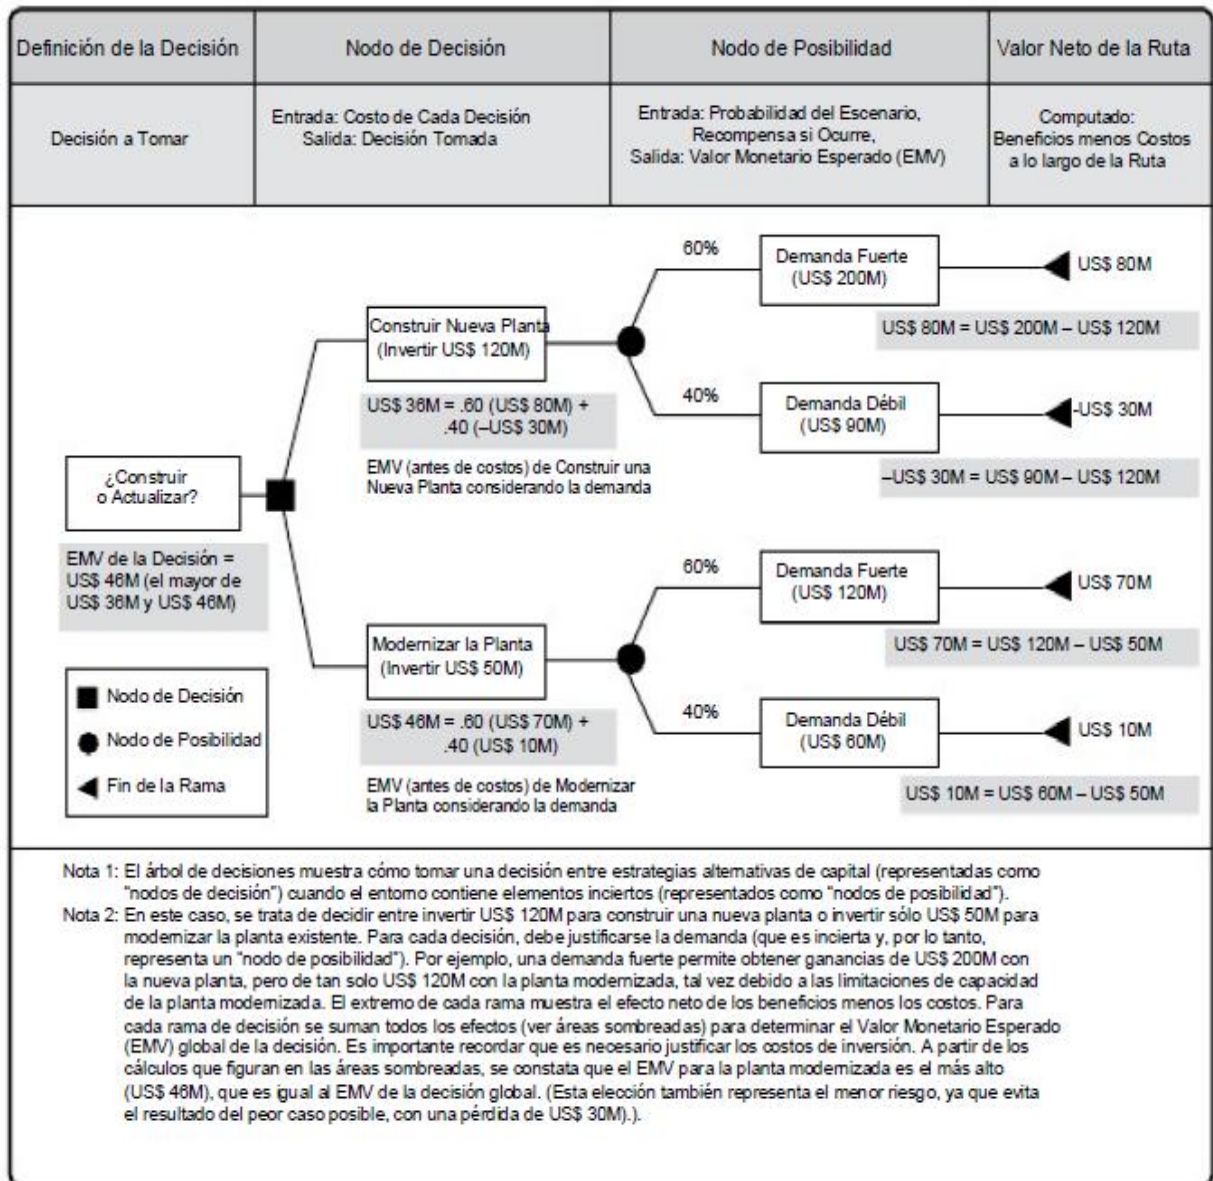 Definición de la Decisión
Nodo de Decisión
Nodo de Posibilidad
Valor Neto de la Ruta
Decisión a Tomar
Entrada: Costo de Cada Decisión
Salida: Decisión Tomada
Entrada: Probabilidad del Escenario,
Recompensa si Ocurre,
Salida: Valor Monetario Esperado (EMV)
Computado:
Beneficios menos Costos
a lo largo de la Ruta
60%
Demanda Fuerte
(US$ 200M)
US$ 80M
US$ 80M = US$ 200M – US$ 120M
Construir Nueva Planta
(Invertir US$ 120M)
US$ 36M = .60 (US$ 80M) +
.40 (–US$ 30M)
EMV (antes de costos) de Construir una
Nueva Planta considerando la demanda
40%
Demanda Débil
(US$ 90M)
-US$ 30M
–US$ 30M = US$ 90M – US$ 120M
¿Construir
o Actualizar?
EMV de la Decisión =
US$ 46M (el mayor de
US$ 36M y US$ 46M)
60%
Demanda Fuerte
(US$ 120M)
US$ 70M
US$ 70M = US$ 120M – US$ 50M
Modernizar la Planta
(Invertir US$ 50M)
US$ 46M = .60 (US$ 70M) +
.40 (US$ 10M)
EMV (antes de costos) de Modernizar
la Planta considerando la demanda
40%
Demanda Débil
(US$ 60M)
US$ 10M
US$ 10M = US$ 60M – US$ 50M
Nodo de Decisión
Nodo de Posibilidad
Fin de la Rama
Nota 1: El árbol de decisiones muestra cómo tomar una decisión entre estrategias alternativas de capital (representadas como
"nodos de decisión") cuando el entorno contiene elementos inciertos (representados como "nodos de posibilidad").
Nota 2: En este caso, se trata de decidir entre invertir US$ 120M para construir una nueva planta o invertir sólo US$ 50M para
modernizar la planta existente. Para cada decisión, debe justificarse la demanda (que es incierta y, por lo tanto,
representa un "nodo de posibilidad"). Por ejemplo, una demanda fuerte permite obtener ganancias de US$ 200M con
la nueva planta, pero de tan solo US$ 120M con la planta modernizada, tal vez debido a las limitaciones de capacidad
de la planta modernizada. El extremo de cada rama muestra el efecto neto de los beneficios menos los costos. Para
cada rama de decisión se suman todos los efectos (ver áreas sombreadas) para determinar el Valor Monetario Esperado
(EMV) global de la decisión. Es importante recordar que es necesario justificar los costos de inversión. A partir de los
cálculos que figuran en las áreas sombreadas, se constata que el EMV para la planta modernizada es el más alto
(US$ 46M), que es igual al EMV de la decisión global. (Esta elección también representa el menor riesgo, ya que evita
el resultado del peor caso posible, con una pérdida de US$ 30M).).